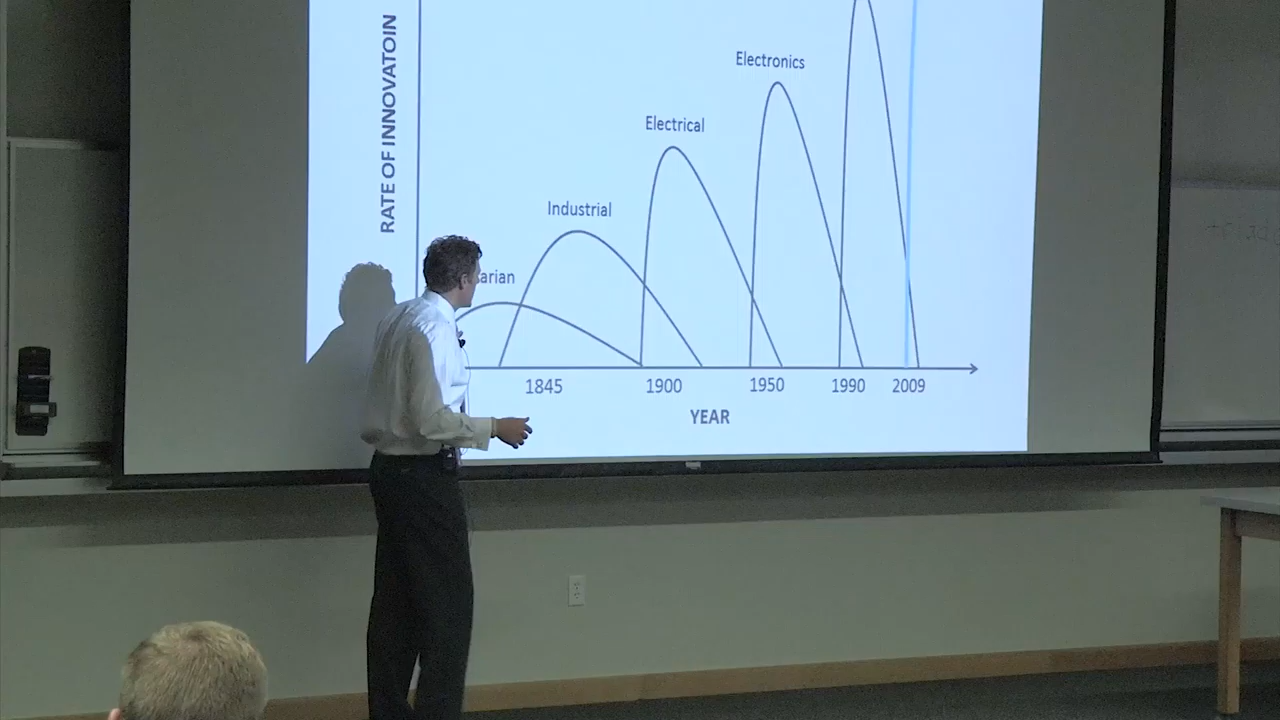 RATE OF INNOVATOIN
Electronics
Electrical
Industrial
arian
1845 1900 1950 1990 2009
YEAR